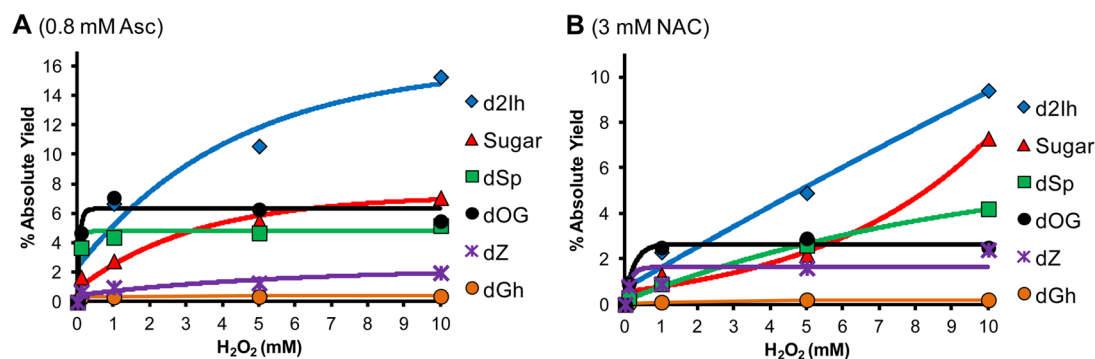 A (0.8 mM Asc)
% Absolute Yield
16
14
12
10
8
6
4
2
0
0 1 2 3 4 5 6 7 8 9 10
H₂O₂ (mM)
d2Ih
Sugar
dSp
dOG
dZ
dGh
B (3 mM NAC)
% Absolute Yield
10
8
6
4
2
0
0 1 2 3 4 5 6 7 8 9 10
H₂O₂ (mM)
d2Ih
Sugar
dSp
dOG
dZ
dGh